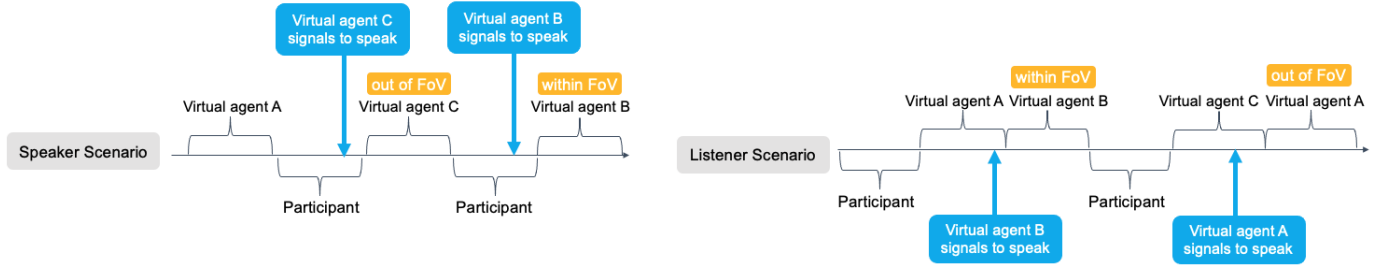 Virtual agent C
signals to speak
Virtual agent B
signals to speak
out of FoV
within FoV
Virtual agent A
Virtual agent C
Virtual agent B
Speaker Scenario
Participant
Participant
within FoV
out of FoV
Virtual agent A
Virtual agent B
Virtual agent C
Virtual agent A
Listener Scenario
Participant
Participant
Virtual agent B
signals to speak
Virtual agent A
signals to speak